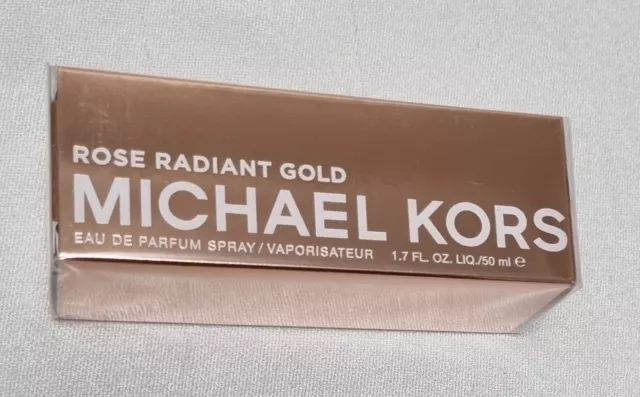 ROSE RADIANT GOLD
MICHAEL KORS
EAU DE PARFUM SPRAY / VAPORISATEUR 1.7 FL. OZ. LIQ./50 ml ℮